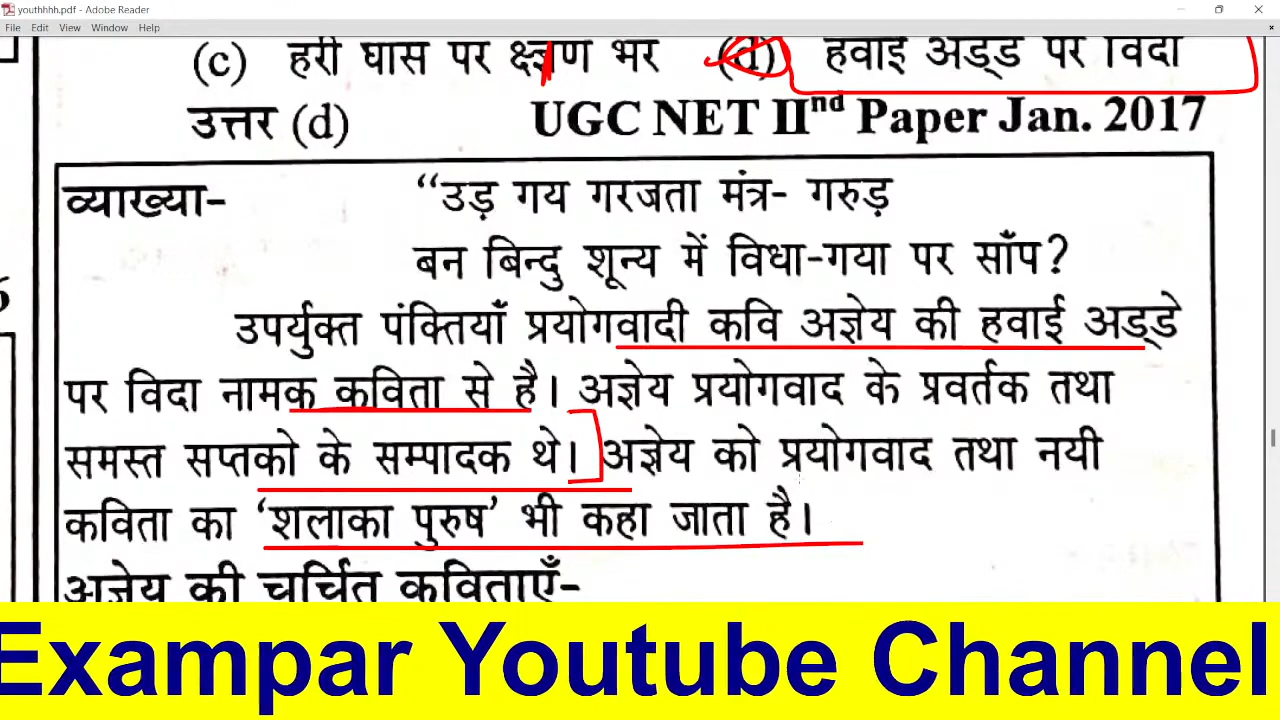 youthhhh.pdf - Adobe Reader
File Edit View Window Help
(c) हरी घास पर क्षण भर (d) हवाई अड्डे पर विदा
उत्तर (d) UGC NET IInd Paper Jan. 2017
व्याख्या- “उड़ गय गरजता मंत्र- गरुड़
बन बिन्दु शून्य में विधा-गया पर साँप?
उपर्युक्त पंक्तियाँ प्रयोगवादी कवि अज्ञेय की हवाई अड्डे
पर विदा नामक कविता से है। अज्ञेय प्रयोगवाद के प्रवर्तक तथा
समस्त सप्तको के सम्पादक थे। अज्ञेय को प्रयोगवाद तथा नयी
कविता का ‘शलाका पुरुष’ भी कहा जाता है।
अज्ञेय की चर्चित कविताएँ-
Exampar Youtube Channel